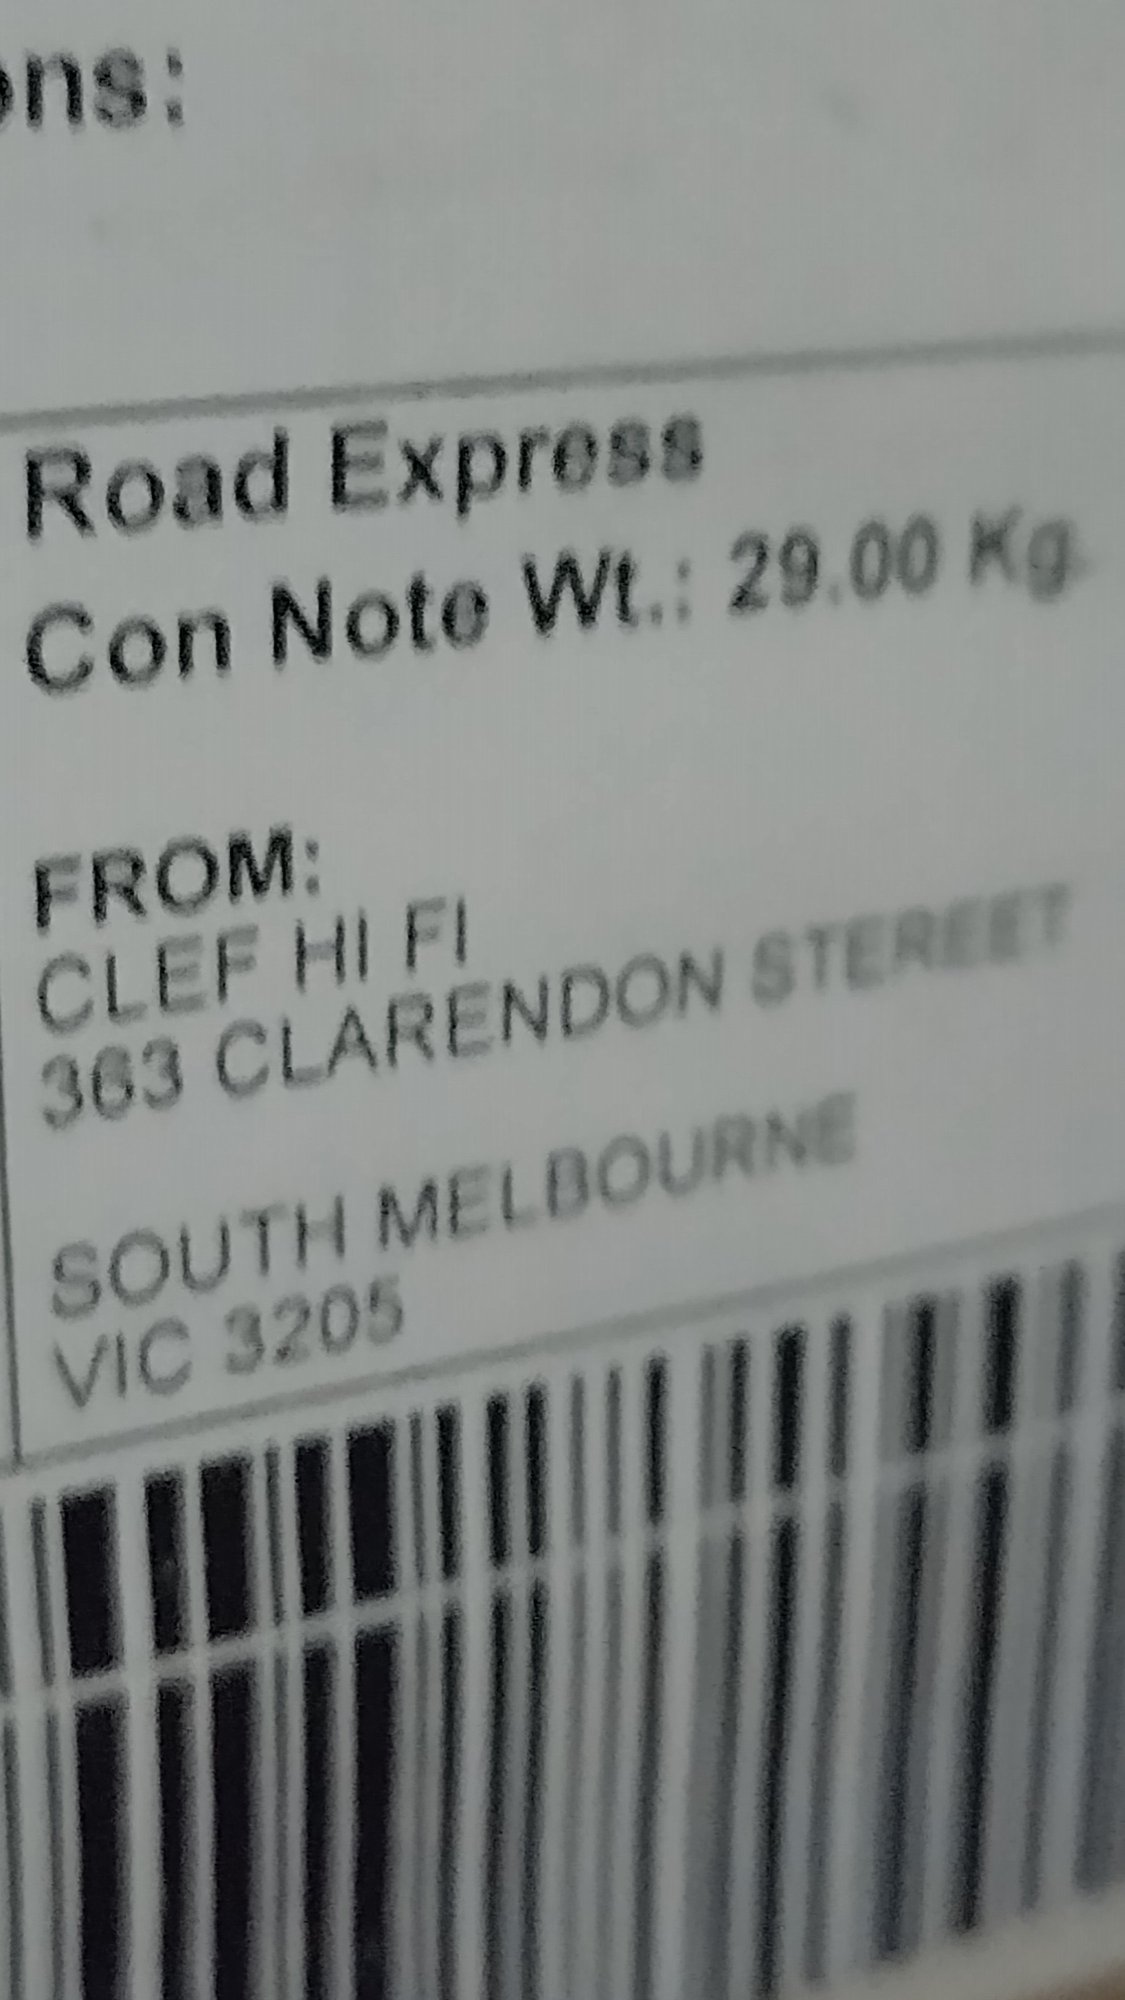 ons:
Road Express
Con Note Wt.: 29.00 Kg
FROM:
CLEF HI FI
363 CLARENDON STEREET
SOUTH MELBOURNE
VIC 3205